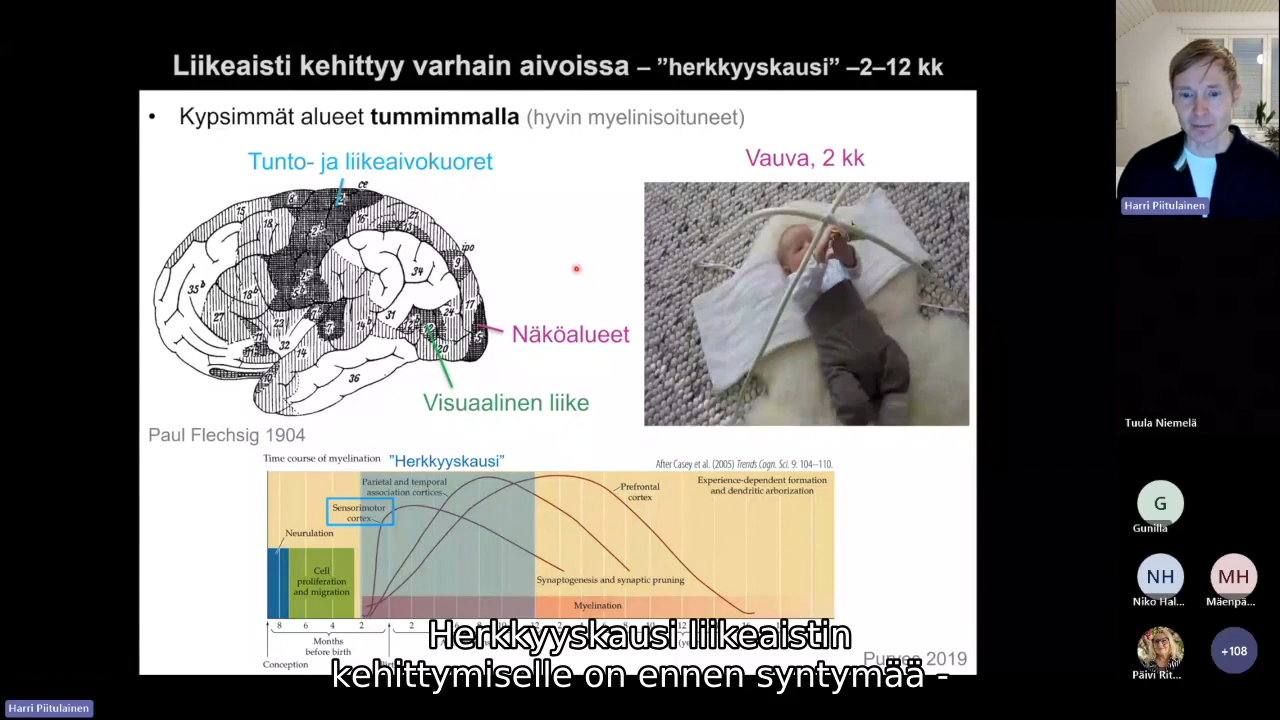 Liikeaisti kehittyy varhain aivoissa – ”herkkyyskausi” –2–12 kk
• Kypsimmät alueet tummimmalla (hyvin myelinisoituneet)
Tunto- ja liikeaivokuoret
Vauva, 2 kk
Näköalueet
Visuaalinen liike
Paul Flechsig 1904
Time course of myelination
”Herkkyyskausi”
After Casey et al. (2005) Trends Cogn. Sci. 9: 104–110.
Parietal and temporal
association cortices
Prefrontal
cortex
Experience-dependent formation
and dendritic arborization
Sensorimotor
cortex
Neurulation
Cell
proliferation
and migration
Synaptogenesis and synaptic pruning
Myelination
8 6 4 2
Months
before birth
Conception
Purves 2019
Herkkyyskausi liikeaistin
kehittymiselle on ennen syntymää -
Harri Piitulainen
Tuula Niemelä
G
Gunilla
NH
Niko Hal...
MH
Mäenpä...
Päivi Rit...
+108
Harri Piitulainen